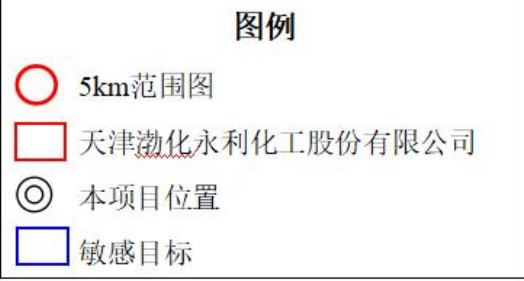 图例
5km范围图
天津渤化永利化工股份有限公司
本项目位置
敏感目标